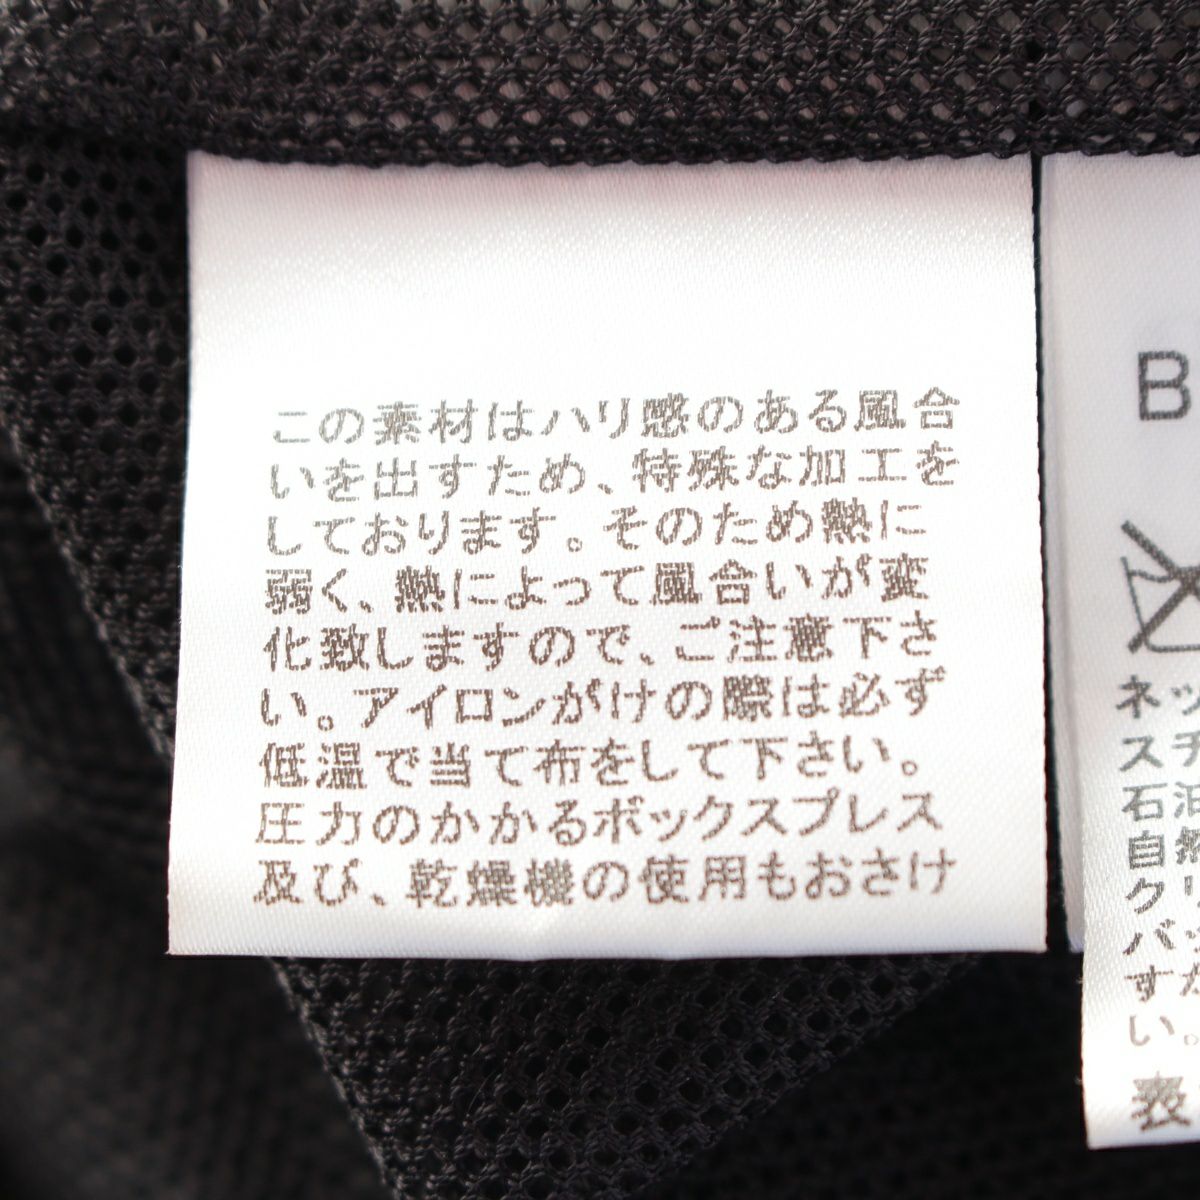 この素材はハリ感のある風合
いを出すため、特殊な加工を
しております。そのため熱に
弱く、熱によって風合いが変
化致しますので、ご注意下さ
い。アイロンがけの際は必ず
低温で当て布をして下さい。
圧力のかかるボックスプレス
及び、乾燥機の使用もおさけ
B
ネッ
スチ
石油
自然
クリ
バッ
すか
い。
表